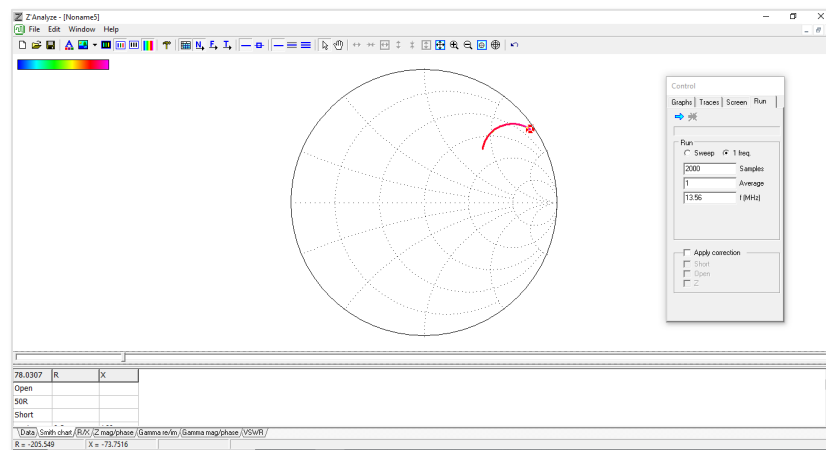 Z'Analyze - [Noname5]
File Edit Window Help
N, F, I,
Control
Graphs Traces Screen Run
Run
Sweep 1 freq.
2000 Samples
1 Average
13.56 f (MHz)
Apply correction
Short
Open
Z
78.0307 R X
Open
50R
Short
Data Smith chart R/X Z mag/phase Gamma re/im Gamma mag/phase VSWR
R = -205.549 X = -73.7516